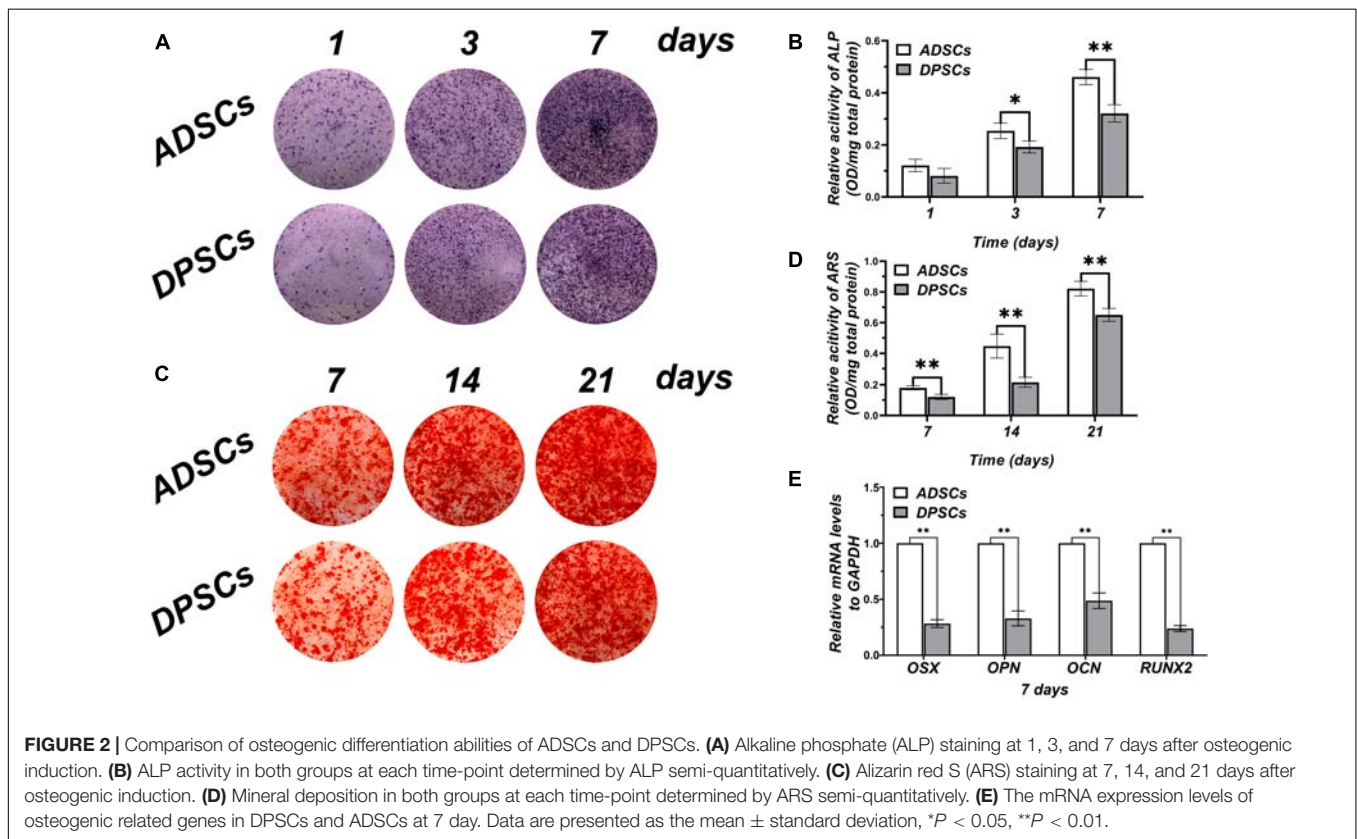 A
1 3 7 days
ADSCs
DPSCs
B
Relative acitivity of ALP
(OD/mg total protein)
0.6
0.4
0.2
0.0
ADSCs
DPSCs
*
**
1 3 7
Time (days)
C
7 14 21 days
ADSCs
DPSCs
D
Relative acitivity of ARS
(OD/mg total protein)
1.0
0.8
0.6
0.4
0.2
0.0
ADSCs
DPSCs
**
**
**
7 14 21
Time (days)
E
Relative mRNA levels
to GAPDH
1.5
1.0
0.5
0.0
ADSCs
DPSCs
** ** ** **
OSX OPN OCN RUNX2
7 days
FIGURE 2 | Comparison of osteogenic differentiation abilities of ADSCs and DPSCs. (A) Alkaline phosphate (ALP) staining at 1, 3, and 7 days after osteogenic
induction. (B) ALP activity in both groups at each time-point determined by ALP semi-quantitatively. (C) Alizarin red S (ARS) staining at 7, 14, and 21 days after
osteogenic induction. (D) Mineral deposition in both groups at each time-point determined by ARS semi-quantitatively. (E) The mRNA expression levels of
osteogenic related genes in DPSCs and ADSCs at 7 day. Data are presented as the mean ± standard deviation, *P < 0.05, **P < 0.01.